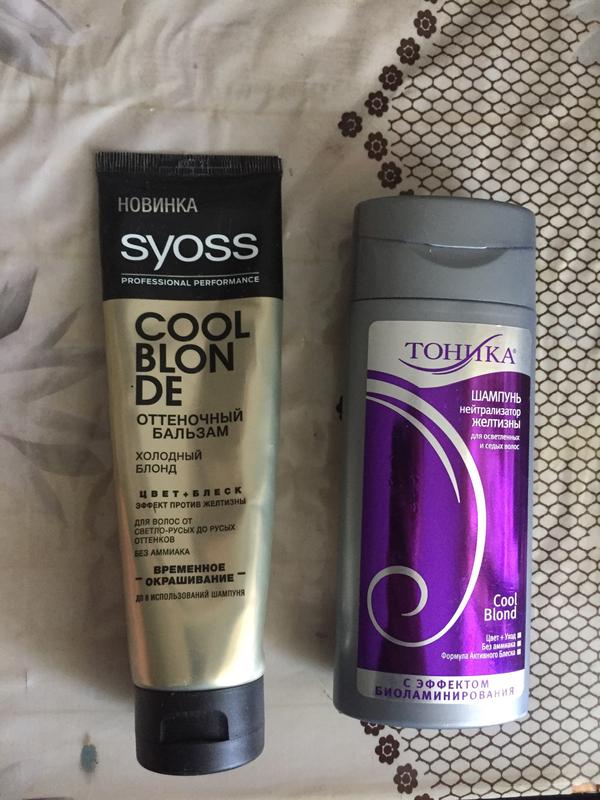 НОВИНКА
syoss
PROFESSIONAL PERFORMANCE
COOL
BLON
DE
ОТТЕНОЧНЫЙ
БАЛЬЗАМ
ХОЛОДНЫЙ
БЛОНД
ЦВЕТ+БЛЕСК
ЭФФЕКТ ПРОТИВ ЖЕЛТИЗНЫ
ДЛЯ ВОЛОС ОТ
СВЕТЛО-РУСЫХ ДО РУСЫХ
ОТТЕНКОВ
БЕЗ АММИАКА
ВРЕМЕННОЕ
– ОКРАШИВАНИЕ –
ДО 8 ИСПОЛЬЗОВАНИЙ ШАМПУНЯ
ТОНИКА®
ШАМПУНЬ
нейтрализатор
желтизны
для осветленных
и седых волос
Cool
Blond
Цвет + Уход
Без аммиака
Формула Активного Блеска
С ЭФФЕКТОМ
БИОЛАМИНИРОВАНИЯ